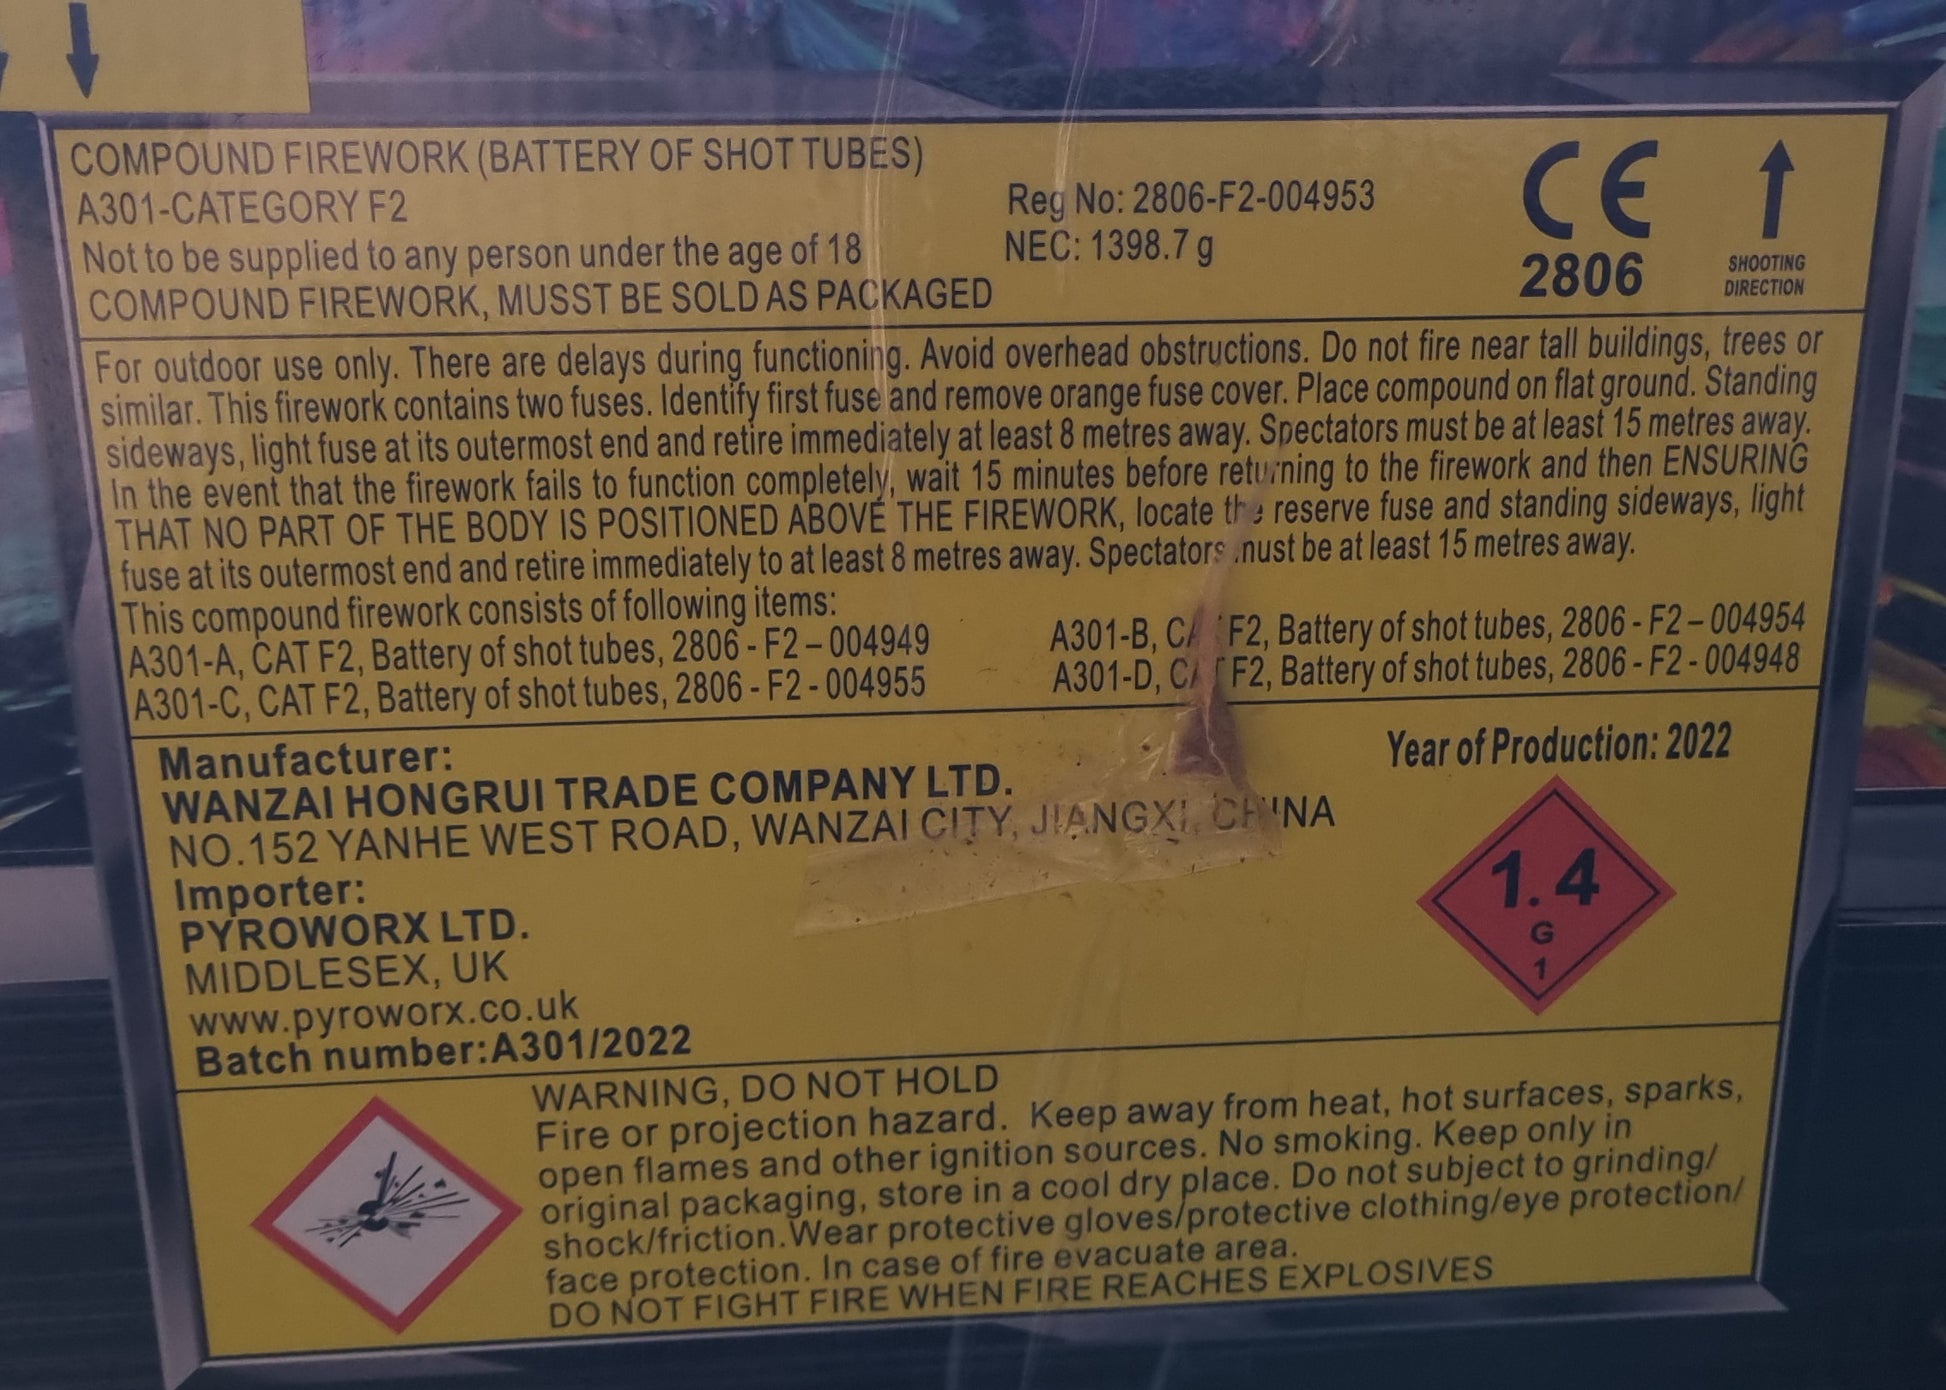 COMPOUND FIREWORK (BATTERY OF SHOT TUBES)
A301-CATEGORY F2
Not to be supplied to any person under the age of 18
COMPOUND FIREWORK, MUSST BE SOLD AS PACKAGED
Reg No: 2806-F2-004953
NEC: 1398.7 g
CE
2806
SHOOTING
DIRECTION
For outdoor use only. There are delays during functioning. Avoid overhead obstructions. Do not fire near tall buildings, trees or
similar. This firework contains two fuses. Identify first fuse and remove orange fuse cover. Place compound on flat ground. Standing
sideways, light fuse at its outermost end and retire immediately at least 8 metres away. Spectators must be at least 15 metres away.
In the event that the firework fails to function completely, wait 15 minutes before returning to the firework and then ENSURING
THAT NO PART OF THE BODY IS POSITIONED ABOVE THE FIREWORK, locate the reserve fuse and standing sideways, light
fuse at its outermost end and retire immediately to at least 8 metres away. Spectators must be at least 15 metres away.
This compound firework consists of following items:
A301-A, CAT F2, Battery of shot tubes, 2806 - F2 – 004949
A301-B, CAT F2, Battery of shot tubes, 2806 - F2 – 004954
A301-C, CAT F2, Battery of shot tubes, 2806 - F2 - 004955
A301-D, CAT F2, Battery of shot tubes, 2806 - F2 - 004948
Manufacturer:
WANZAI HONGRUI TRADE COMPANY LTD.
NO.152 YANHE WEST ROAD, WANZAI CITY, JIANGXI, CHINA
Importer:
PYROWORX LTD.
MIDDLESEX, UK
www.pyroworx.co.uk
Batch number:A301/2022
Year of Production: 2022
1.4
G
1
WARNING, DO NOT HOLD
Fire or projection hazard. Keep away from heat, hot surfaces, sparks,
open flames and other ignition sources. No smoking. Keep only in
original packaging, store in a cool dry place. Do not subject to grinding/
shock/friction.Wear protective gloves/protective clothing/eye protection/
face protection. In case of fire evacuate area.
DO NOT FIGHT FIRE WHEN FIRE REACHES EXPLOSIVES